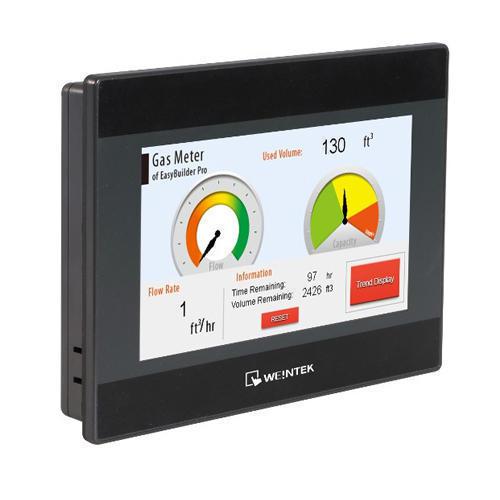 Gas Meter
of EasyBuilder Pro
Used Volume: 130 ft³
Flow
Capacity
Flow Rate
1
ft³/hr
Information
Time Remaining: 97 hr
Volume Remaining: 2426 ft3
RESET
Trend Display
WEINTEK